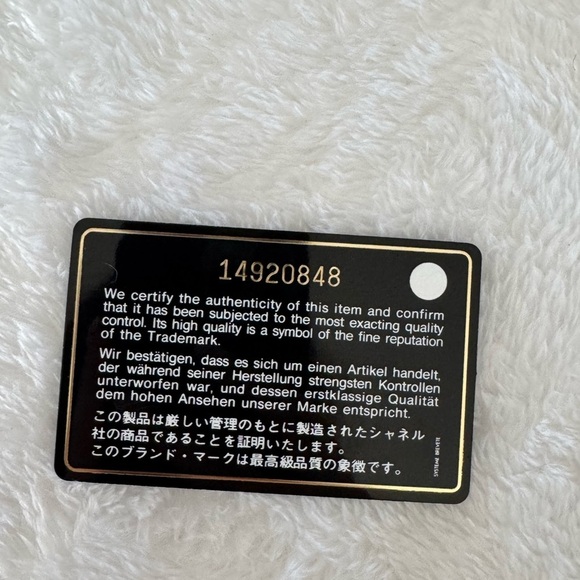 14920848
We certify the authenticity of this item and confirm
that it has been subjected to the most exacting quality
control. Its high quality is a symbol of the fine reputation
of the Trademark.
Wir bestätigen, dass es sich um einen Artikel handelt,
der während seiner Herstellung strengsten Kontrollen
unterworfen war, und dessen erstklassige Qualität
dem hohen Ansehen unserer Marke entspricht.
この製品は厳しい管理のもとに製造されたシャネル
社の商品であることを証明いたします。
このブランド・マークは最高級品質の象徴です。
SYSTEME BREVETE